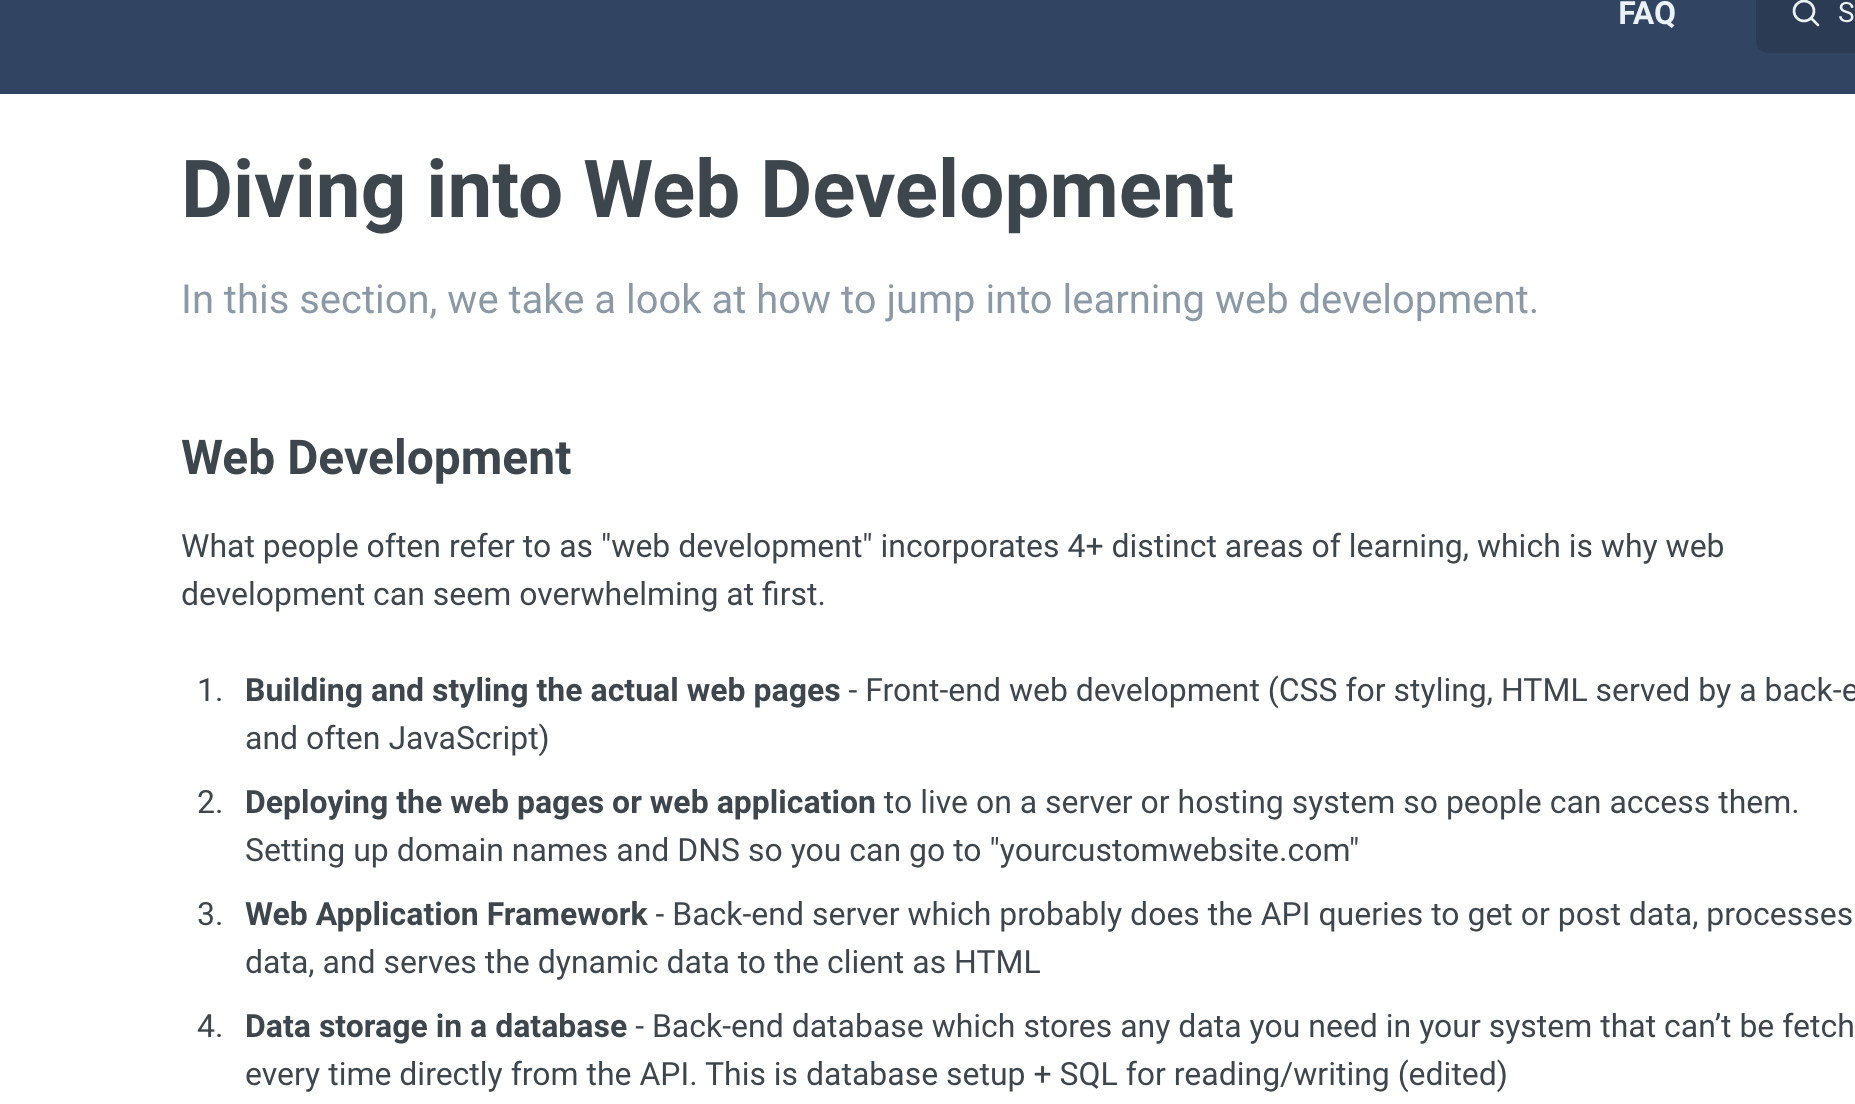 FAQ
Diving into Web Development
In this section, we take a look at how to jump into learning web development.
Web Development
What people often refer to as "web development" incorporates 4+ distinct areas of learning, which is why web
development can seem overwhelming at first.
1. Building and styling the actual web pages - Front-end web development (CSS for styling, HTML served by a back-e
and often JavaScript)
2. Deploying the web pages or web application to live on a server or hosting system so people can access them.
Setting up domain names and DNS so you can go to "yourcustomwebsite.com"
3. Web Application Framework - Back-end server which probably does the API queries to get or post data, processes
data, and serves the dynamic data to the client as HTML
4. Data storage in a database - Back-end database which stores any data you need in your system that can’t be fetch
every time directly from the API. This is database setup + SQL for reading/writing (edited)